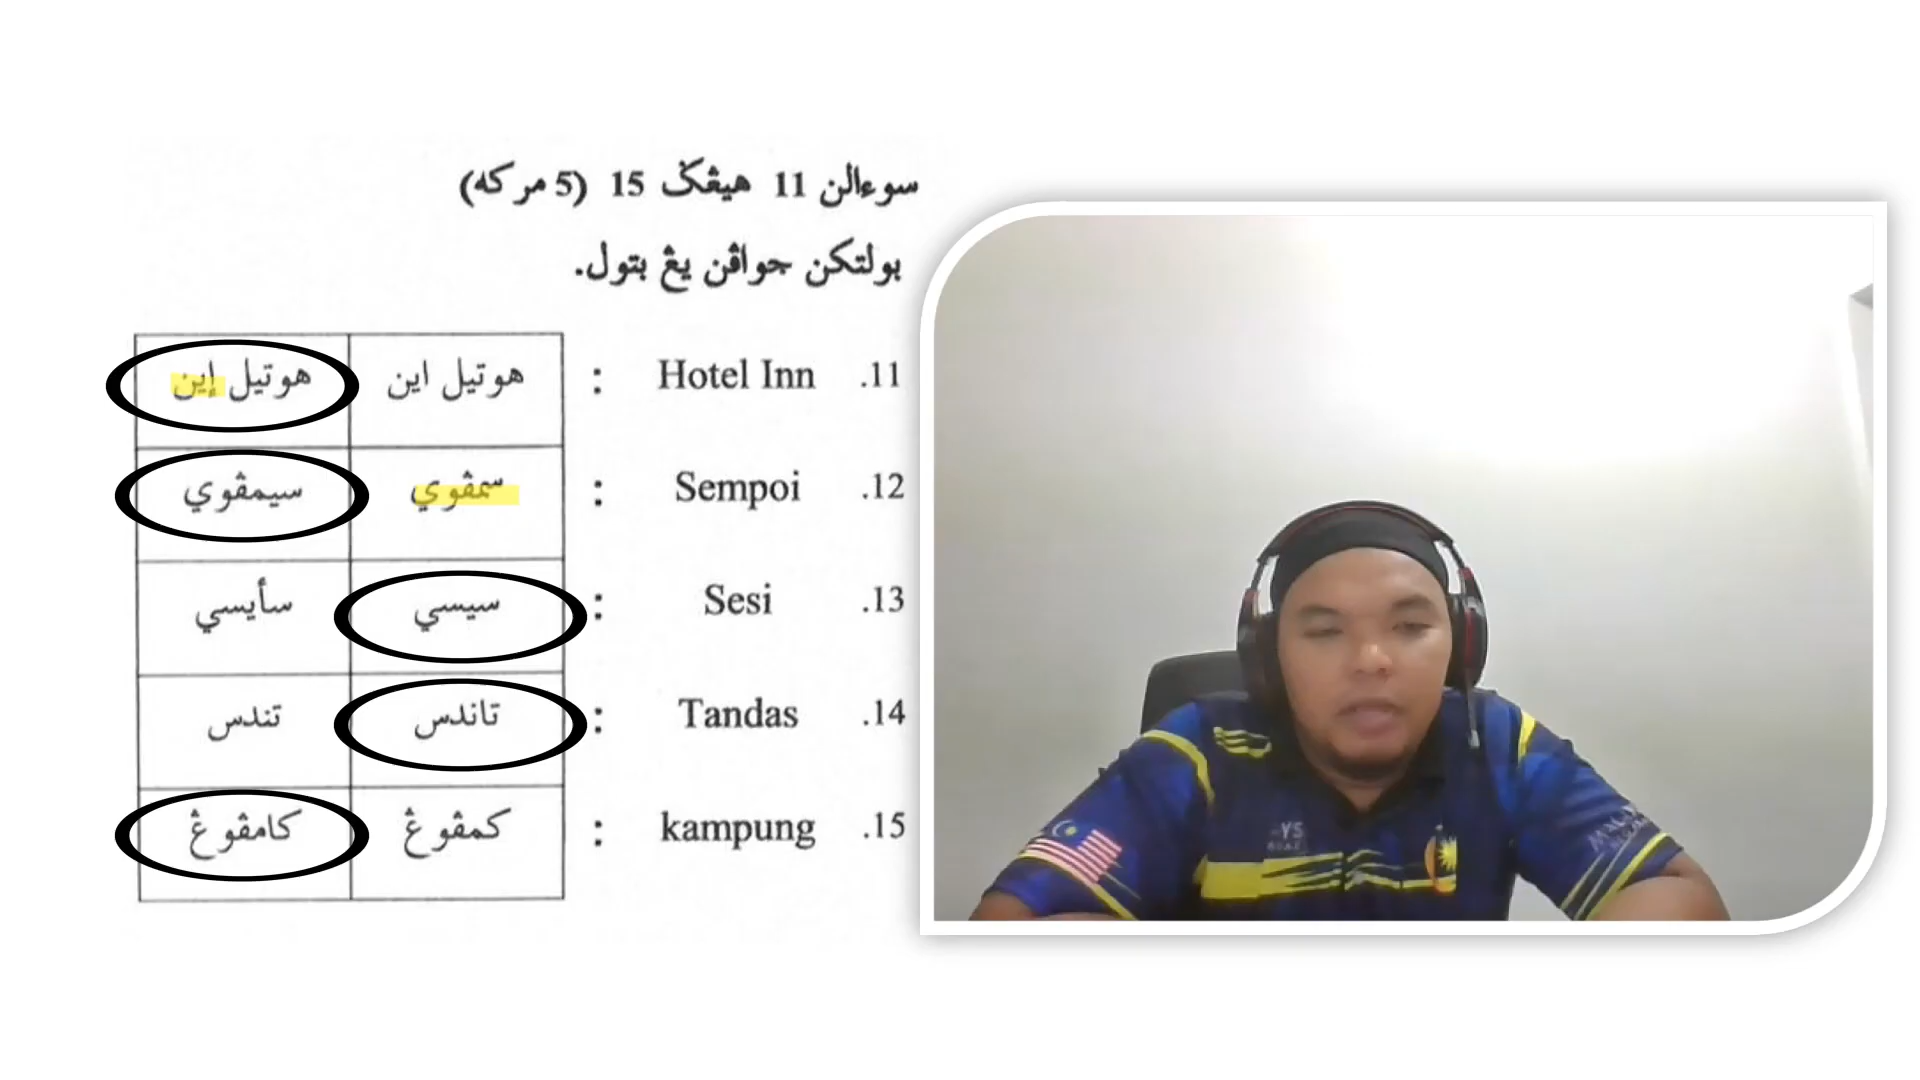 سوءالن 11 هيڠݢ 15 (5 مركه)
بولتكن جواڤن يڠ بتول.
.11 Hotel Inn : هوتيل اين هوتيل إين
.12 Sempoi : سمڤوي سيمڤوي
.13 Sesi : سيسي سأيسي
.14 Tandas : تاندس تندس
.15 kampung : كمڤوڠ كامڤوڠ